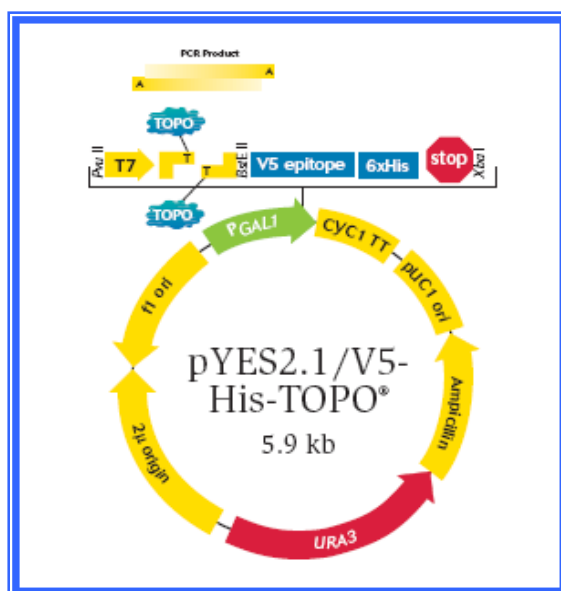 PCR Product
A
A
TOPO
Pvu II
T7
T
T
BstE II
V5 epitope
6xHis
stop
Xba I
TOPO
PGAL1
CYC1 TT
pUC1 ori
f1 ori
Ampicillin
2µ origin
URA3
pYES2.1/V5-
His-TOPO®
5.9 kb